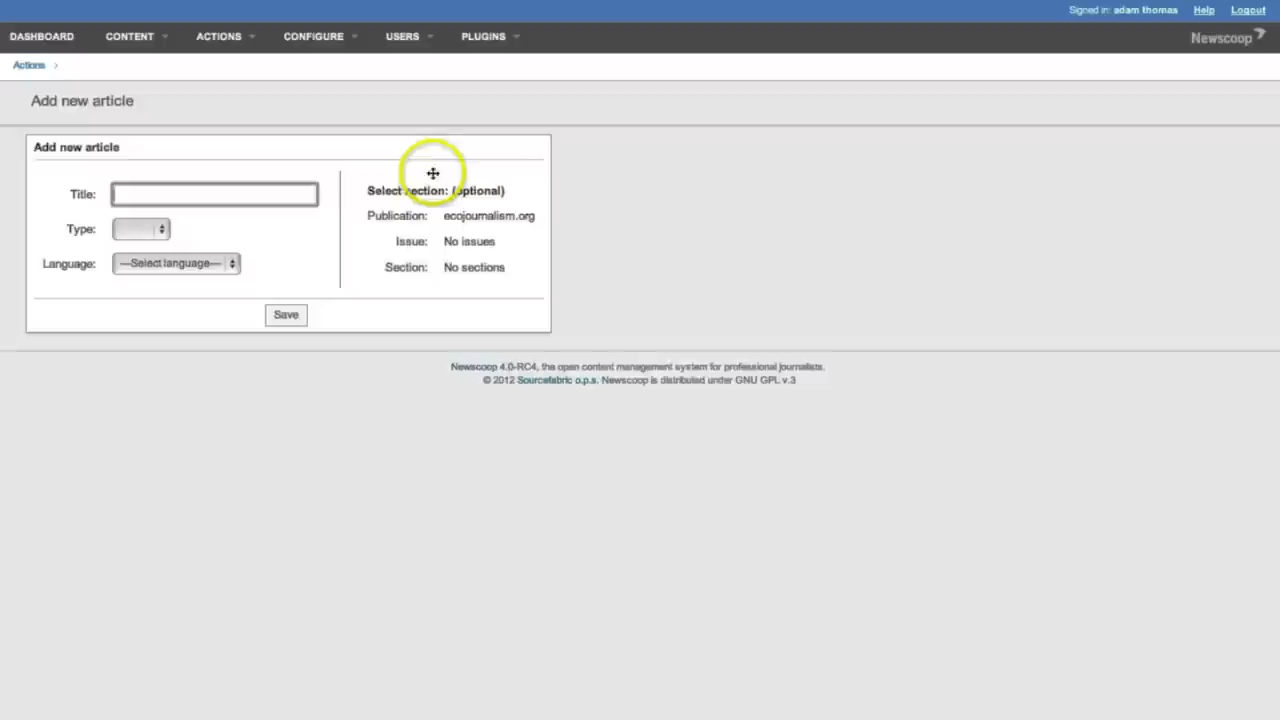 Signed in: adam thomas Help Logout
DASHBOARD CONTENT ACTIONS CONFIGURE USERS PLUGINS Newscoop
Actions
Add new article
Add new article
Title:
Type:
Language: ---Select language---
Select section: (optional)
Publication: ecojournalism.org
Issue: No issues
Section: No sections
Save
Newscoop 4.0-RC4, the open content management system for professional journalists.
© 2012 Sourcefabric o.p.s. Newscoop is distributed under GNU GPL v.3